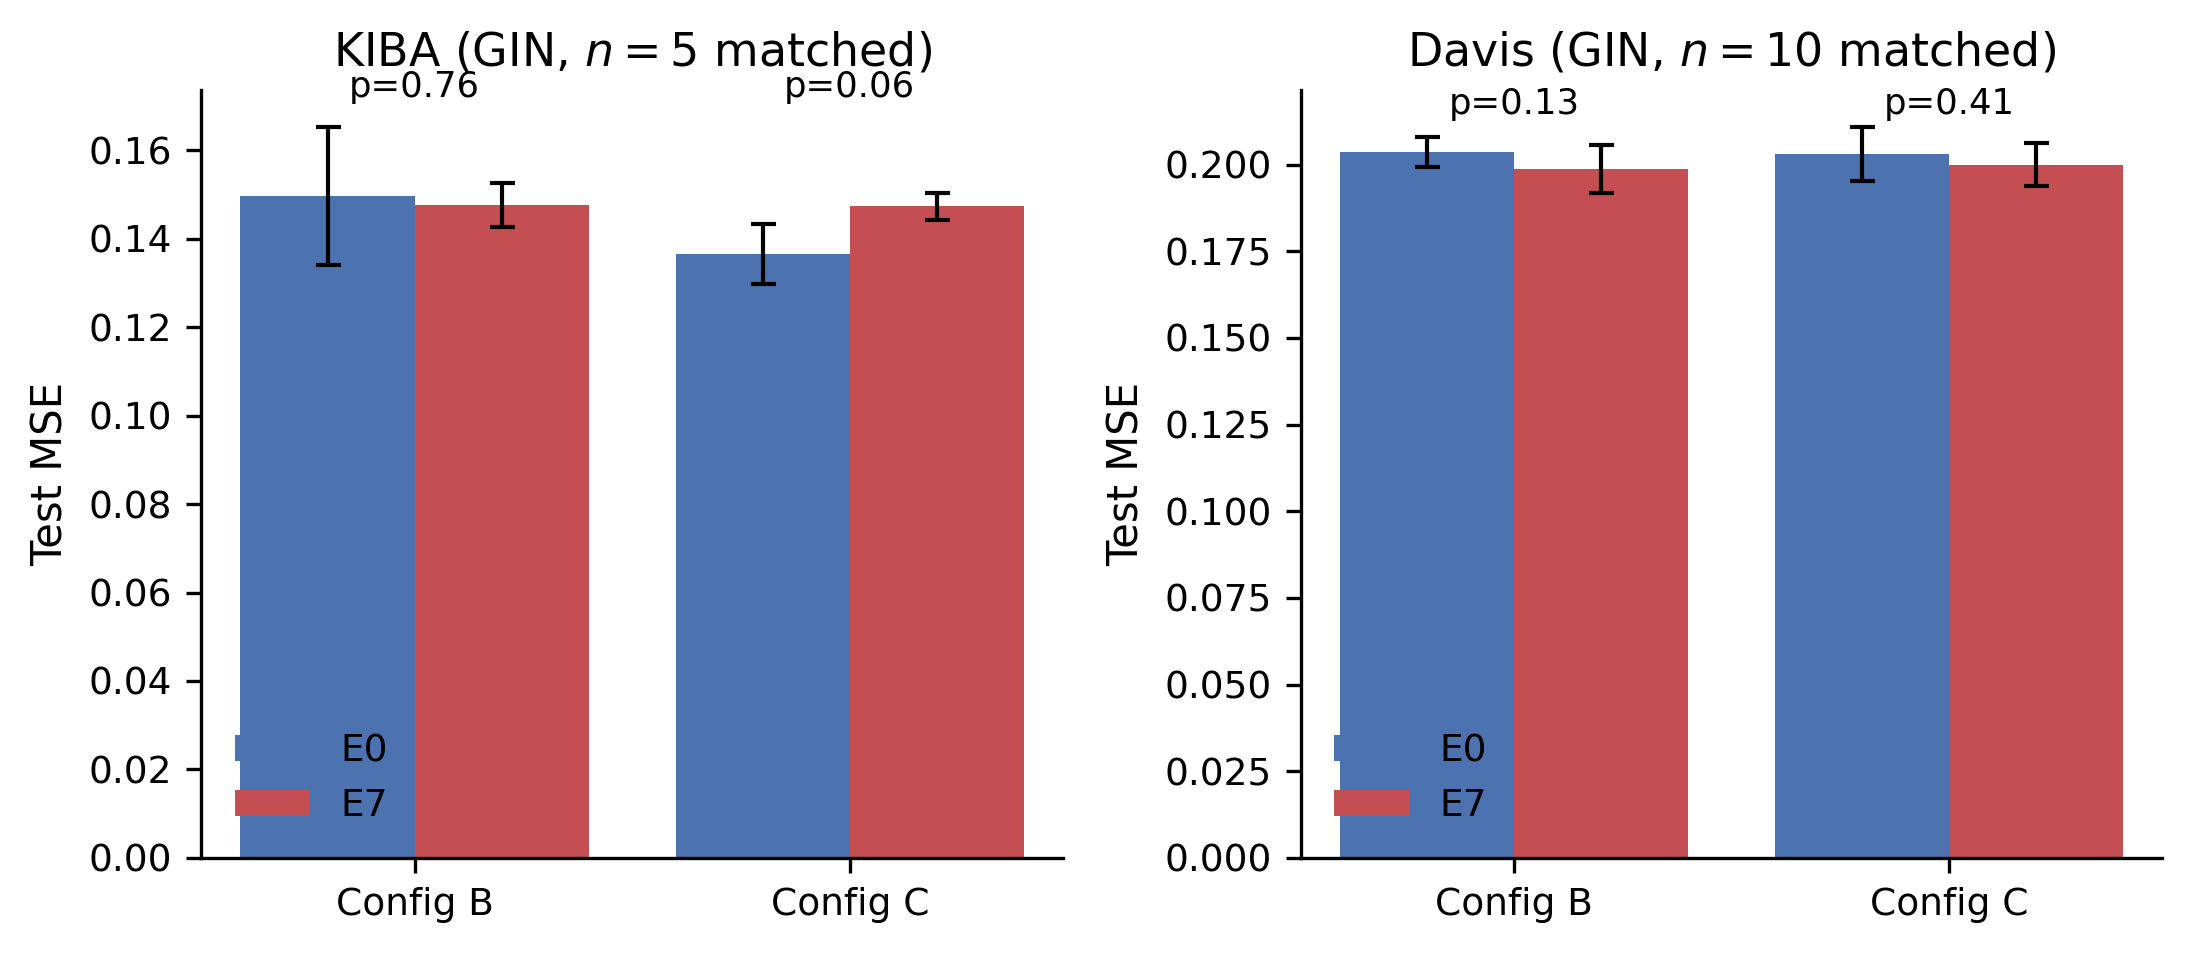 KIBA (GIN, n = 5 matched)
p=0.76
p=0.06
Test MSE
0.16
0.14
0.12
0.10
0.08
0.06
0.04
0.02
0.00
E0
E7
Config B
Config C
Davis (GIN, n = 10 matched)
p=0.13
p=0.41
Test MSE
0.200
0.175
0.150
0.125
0.100
0.075
0.050
0.025
0.000
E0
E7
Config B
Config C